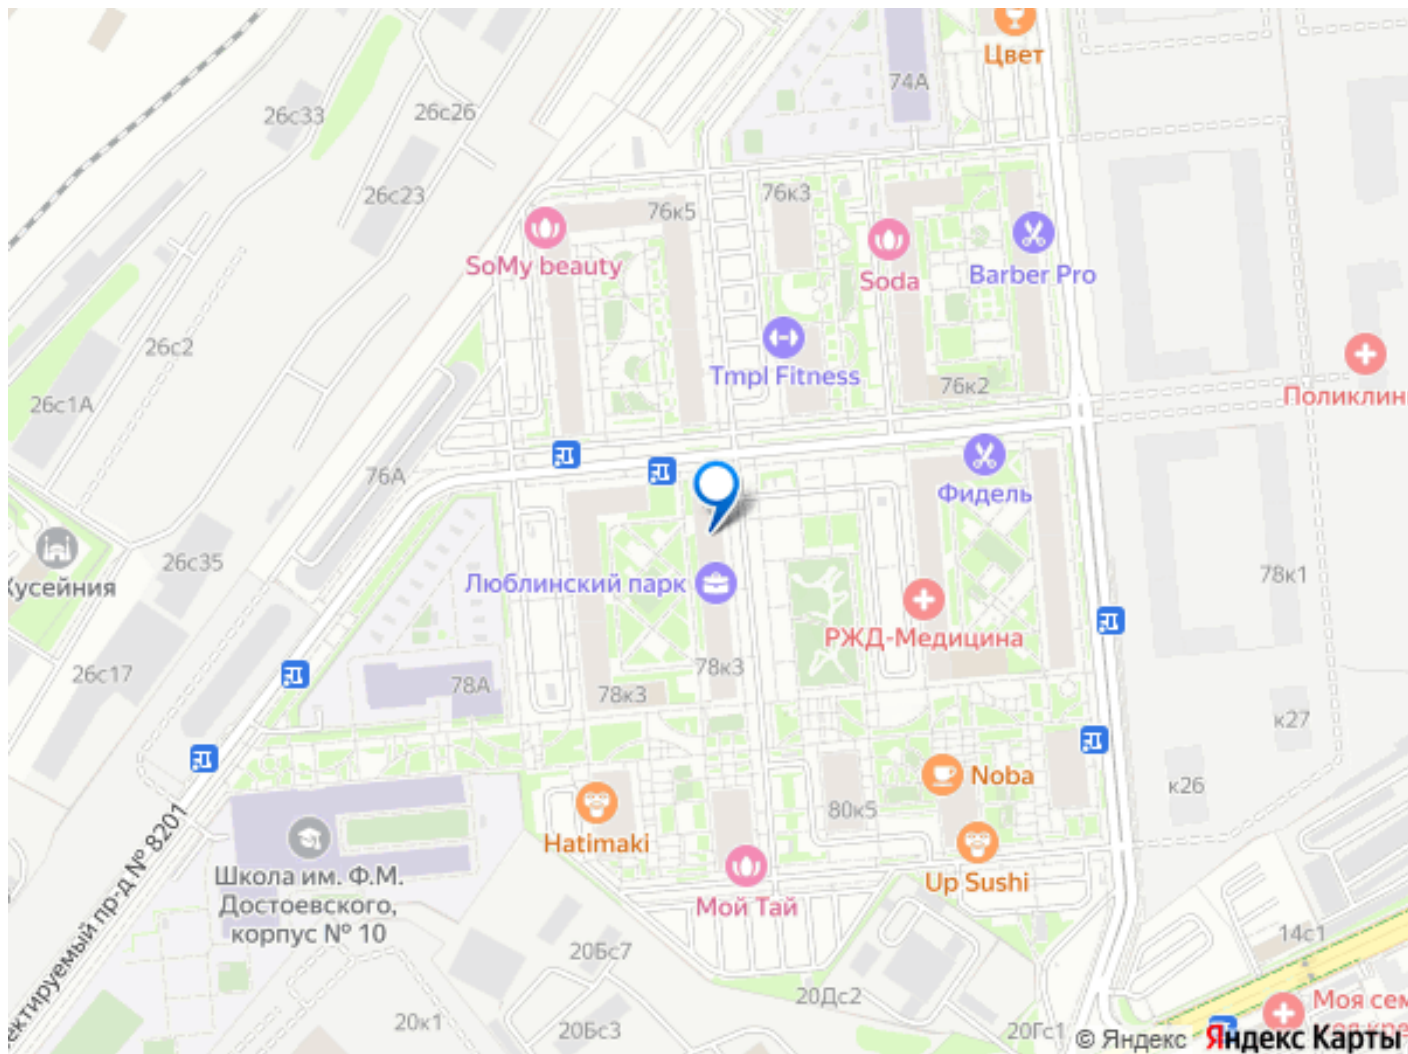 Цвет
74А
26с33
26с26
26с23
76к3
76к5
SoMy beauty
Soda
Barber Pro
26с2
Tmpl Fitness
76к2
26с1А
Поликлин
76А
Фидель
26с35
Хусейния
Люблинский парк
78к1
РЖД-Медицина
26с17
78А
78к3
78к3
к27
Noba
к26
80к5
Hatimaki
Up Sushi
Школа им. Ф.М.
Достоевского,
корпус № 10
Мой Тай
ектируемый пр-д № 8201
14с1
20Бс7
20Дс2
Моя сем
20к1
20Бс3
20Гс1
© Яндекс Яндекс Карты